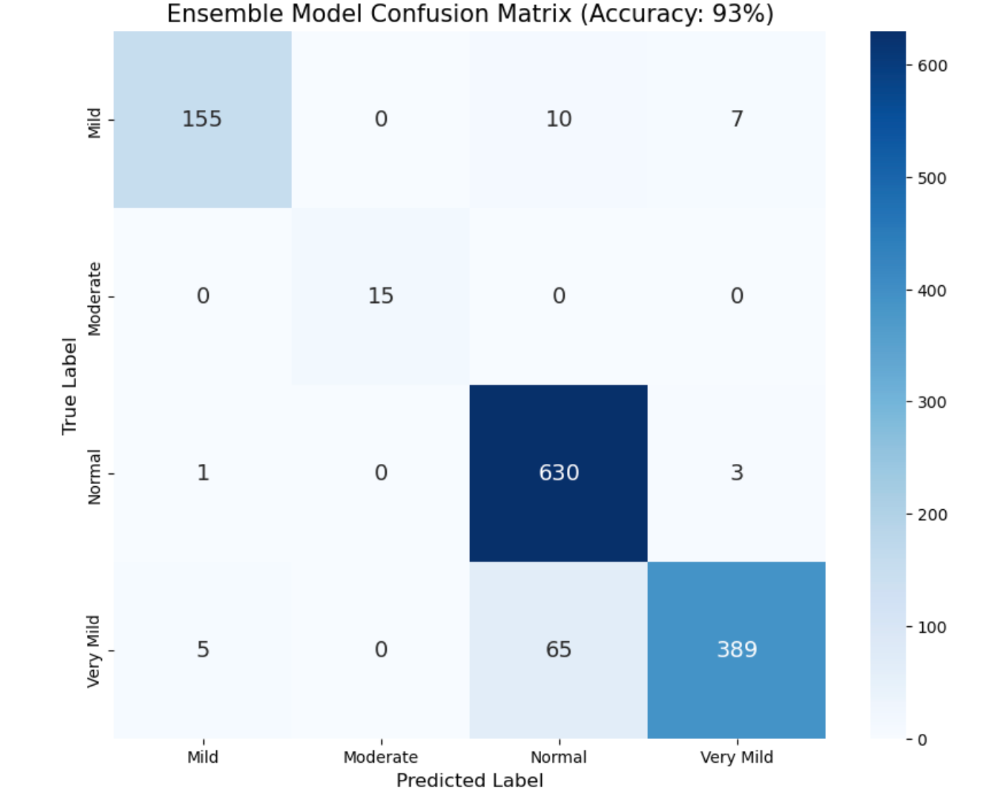 Ensemble Model Confusion Matrix (Accuracy: 93%)
True Label
Mild
155 0 10 7
Moderate
0 15 0 0
Normal
1 0 630 3
Very Mild
5 0 65 389
Mild Moderate Normal Very Mild
Predicted Label
600
500
400
300
200
100
0